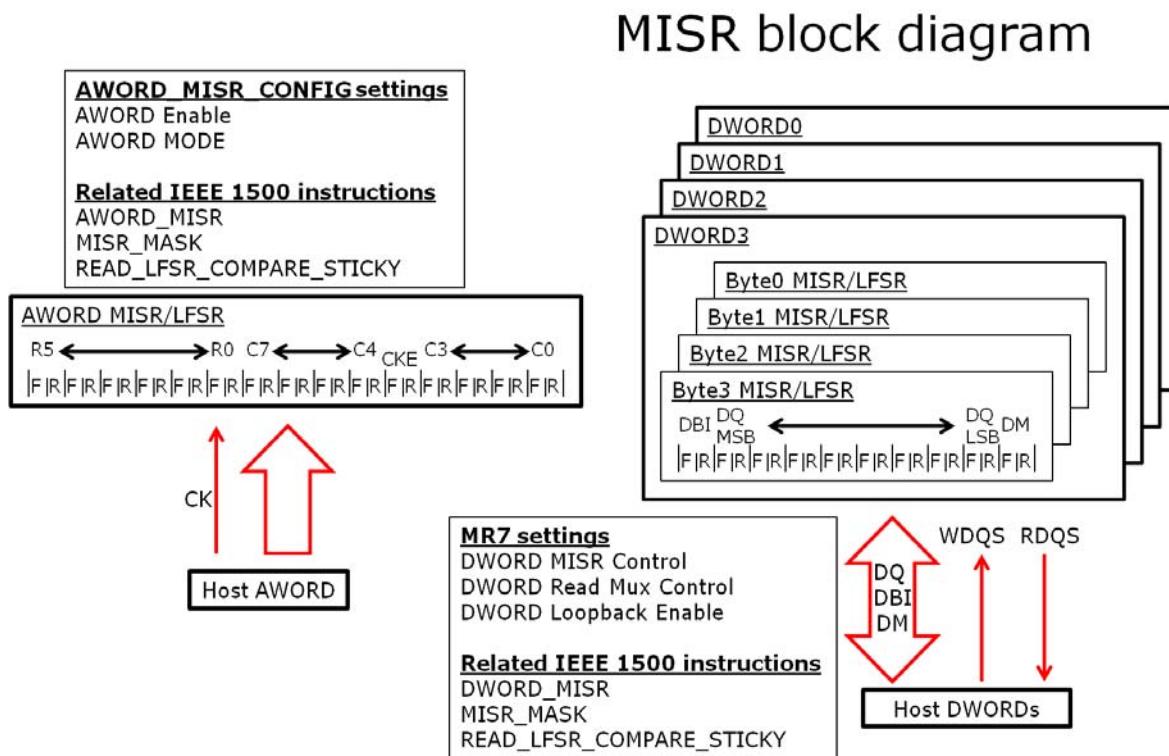 MISR block diagram
AWORD_MISR_CONFIG settings
AWORD Enable
AWORD MODE
Related IEEE 1500 instructions
AWORD_MISR
MISR_MASK
READ_LFSR_COMPARE_STICKY
AWORD MISR/LFSR
R5 R0 C7 C4 CKE C3 C0
|F|R|F|R|F|R|F|R|F|R|F|R|F|R|F|R|F|R|F|R|F|R|F|R|F|R|F|R|F|R|
CK
Host AWORD
DWORD0
DWORD1
DWORD2
DWORD3
Byte0 MISR/LFSR
Byte1 MISR/LFSR
Byte2 MISR/LFSR
Byte3 MISR/LFSR
DBI DQ MSB DQ LSB DM
|F|R|F|R|F|R|F|R|F|R|F|R|F|R|F|R|F|R|F|R|
MR7 settings
DWORD MISR Control
DWORD Read Mux Control
DWORD Loopback Enable
Related IEEE 1500 instructions
DWORD_MISR
MISR_MASK
READ_LFSR_COMPARE_STICKY
DQ
DBI
DM
WDQS RDQS
Host DWORDs